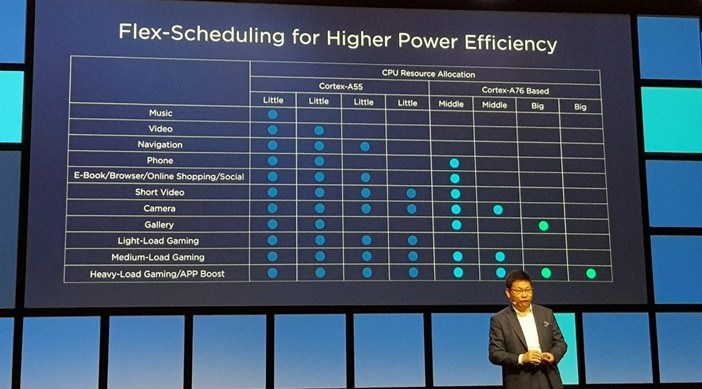 Flex-Scheduling for Higher Power Efficiency
CPU Resource Allocation
Cortex-A55 Cortex-A76 Based
Little Little Little Little Middle Middle Big Big
Music
Video
Navigation
Phone
E-Book/Browser/Online Shopping/Social
Short Video
Camera
Gallery
Light-Load Gaming
Medium-Load Gaming
Heavy-Load Gaming/APP Boost